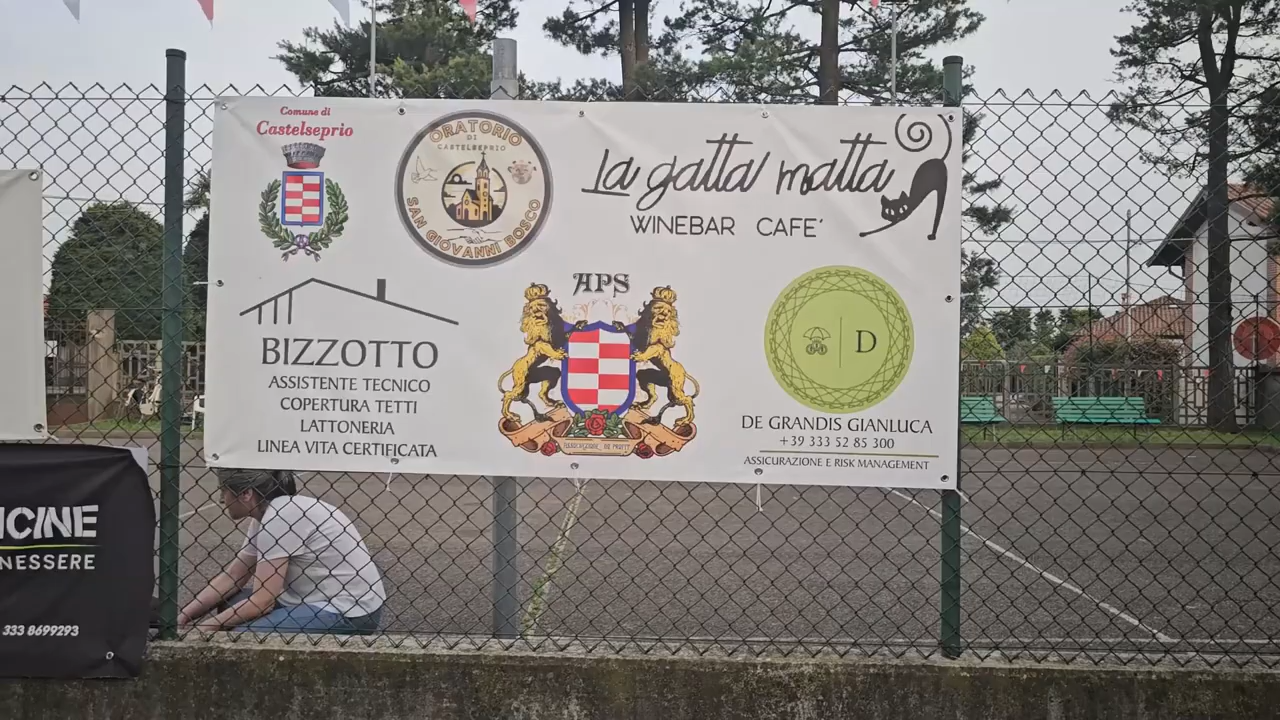 Comune di
Castelseprio
ORATORIO
DI
CASTELSEPRIO
SAN GIOVANNI BOSCO
La gatta matta
WINEBAR CAFE´
BIZZOTTO
ASSISTENTE TECNICO
COPERTURA TETTI
LATTONERIA
LINEA VITA CERTIFICATA
APS
D
DE GRANDIS GIANLUCA
+39 333 52 85 300
ASSICURAZIONE E RISK MANAGEMENT
ICINE
NESSERE
333 8699293